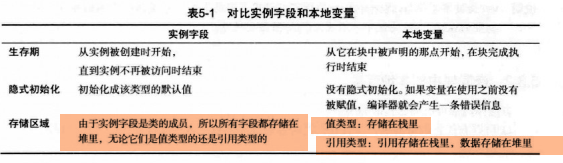 表5-1 对比实例字段和本地变量
实例字段 本地变量
生存期 从实例被创建时开始， 从它在块中被声明的那点开始，在块完成执
直到实例不再被访问时结束 行时结束
隐式初始化 初始化成该类型的默认值 没有隐式初始化。如果变量在使用之前没有
被赋值，编译器就会产生一条错误信息
存储区域 由于实例字段是类的成员，所以所有字段都存储在 值类型：存储在栈里
堆里，无论它们是值类型的还是引用类型的 引用类型：引用存储在栈里，数据存储在堆里